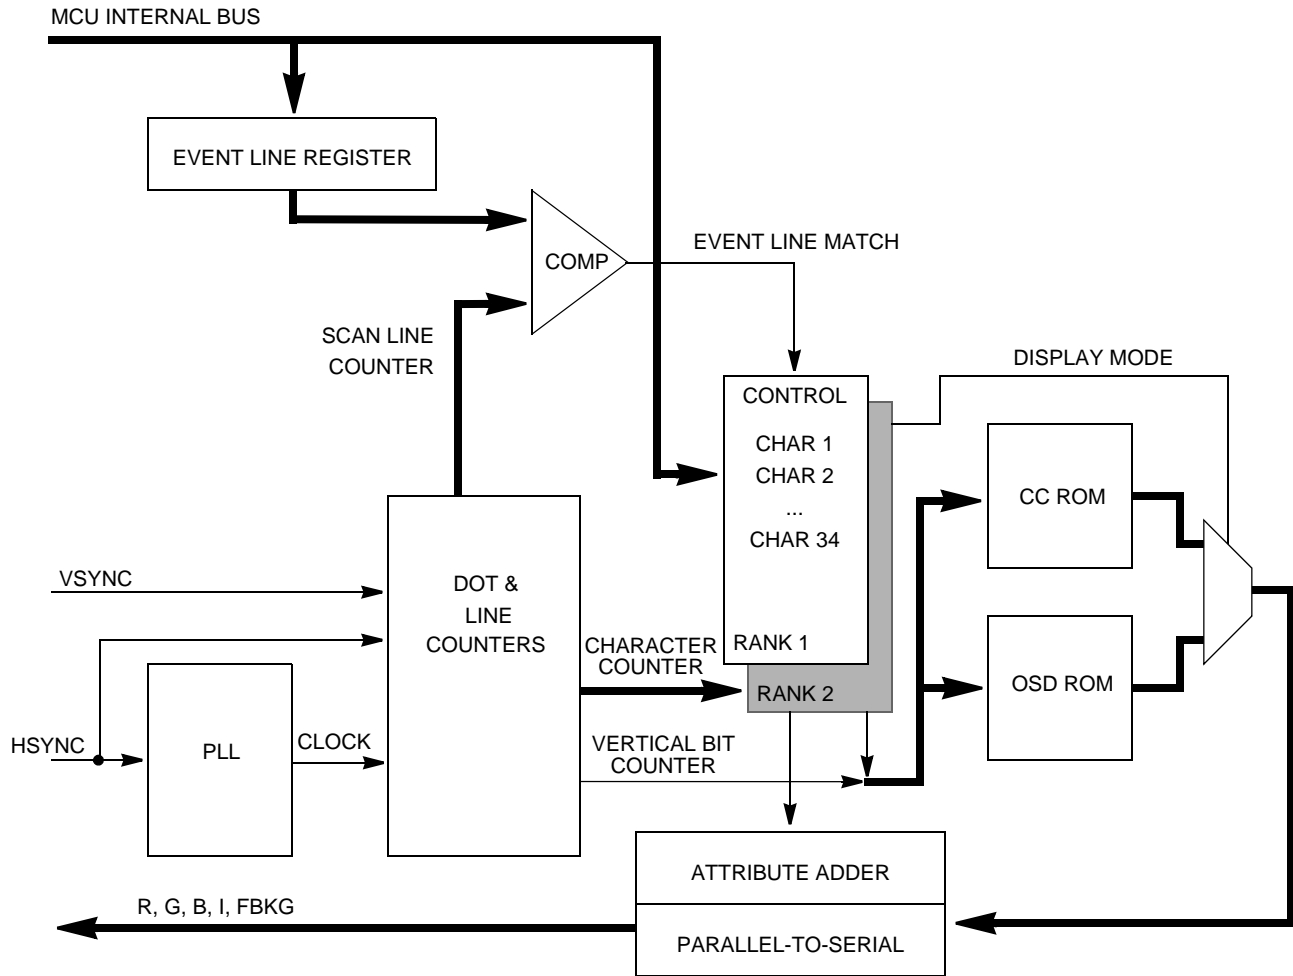 MCU INTERNAL BUS
EVENT LINE REGISTER
COMP
EVENT LINE MATCH
SCAN LINE
COUNTER
DISPLAY MODE
CONTROL
CHAR 1
CHAR 2
...
CHAR 34
RANK 1
RANK 2
CC ROM
OSD ROM
VSYNC
DOT &
LINE
COUNTERS
CHARACTER
COUNTER
HSYNC
PLL
CLOCK
VERTICAL BIT
COUNTER
ATTRIBUTE ADDER
PARALLEL-TO-SERIAL
R, G, B, I, FBKG